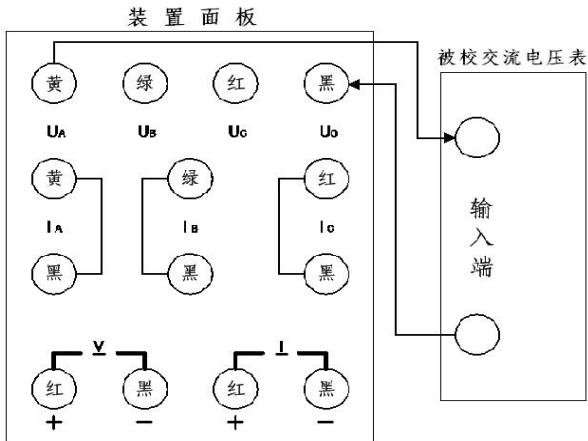 装置面板
被校交流电压表
黄 绿 红 黑
UA UB UC UO
黄 绿 红
IA IB IC
黑 黑 黑
输入端
V I
红 黑 红 黑
+ − + −